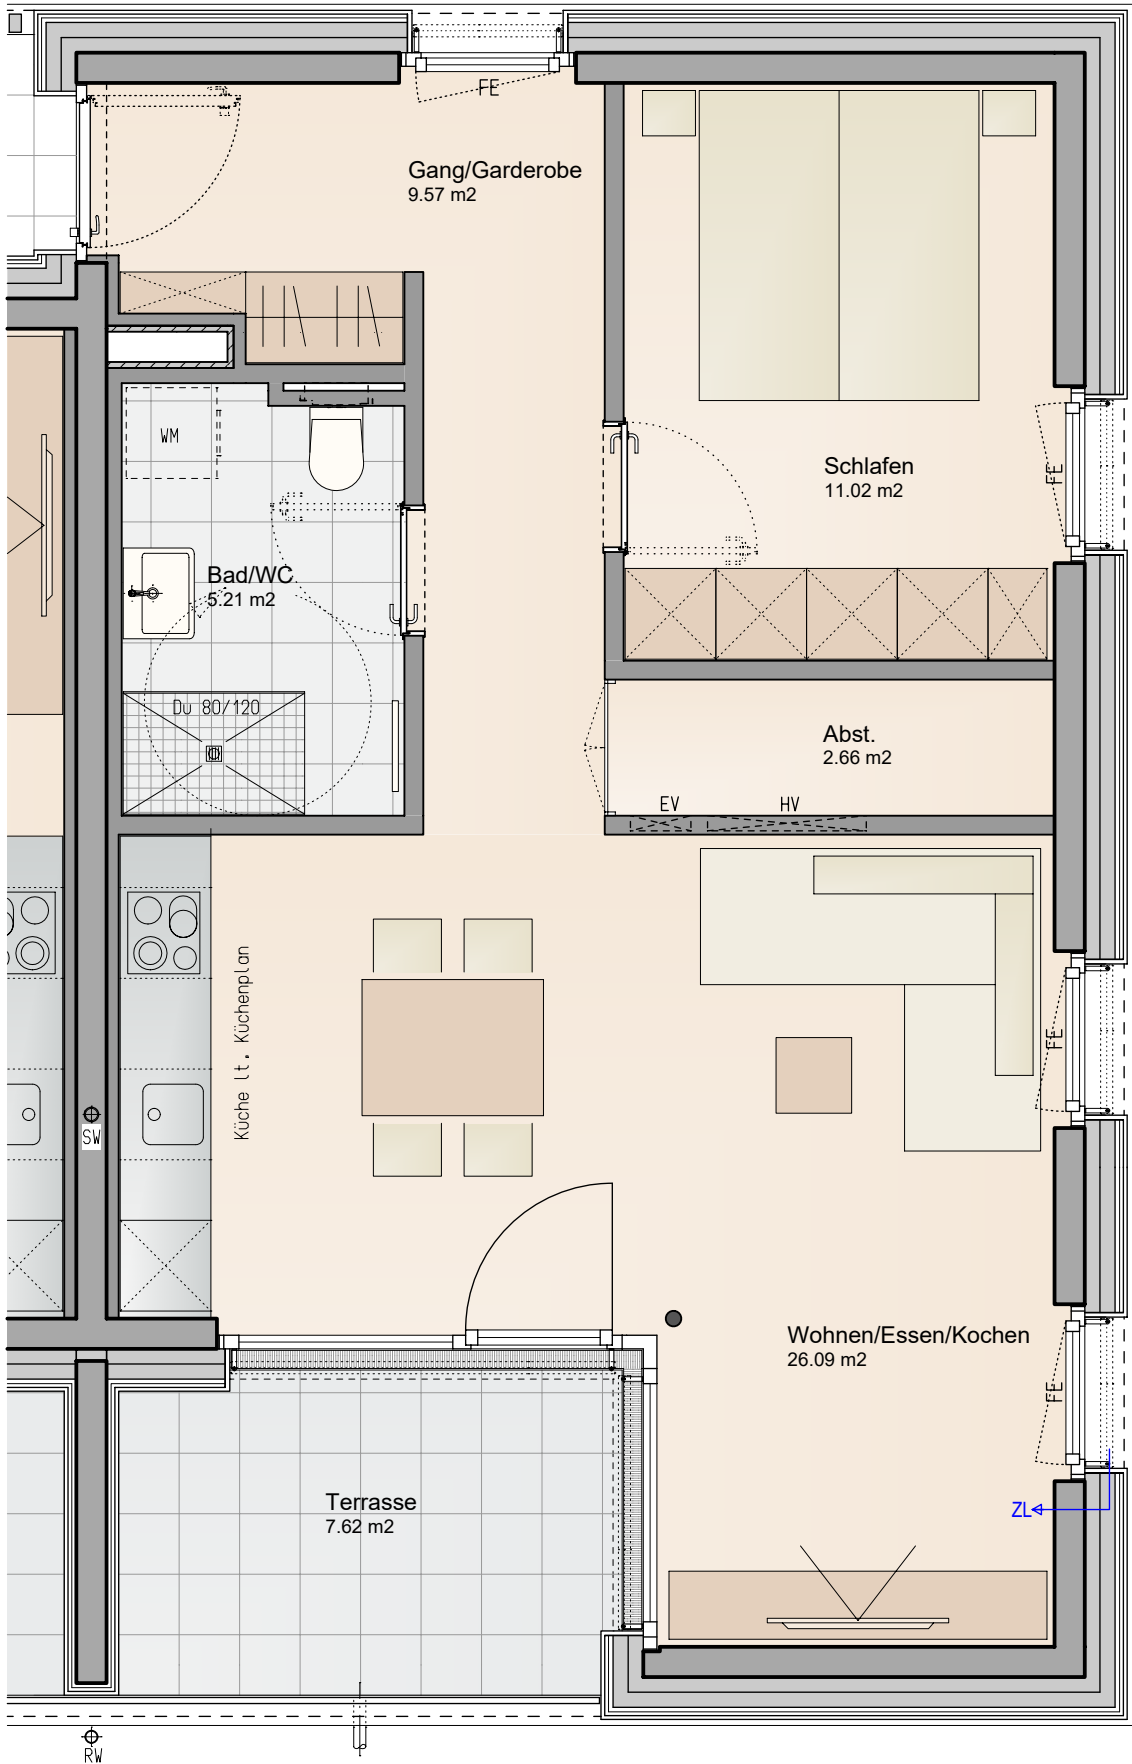 FE
Gang/Garderobe
9.57 m2
WM
Schlafen
11.02 m2
FE
Bad/WC
5.21 m2
Du 80/120
Abst.
2.66 m2
EV
HV
Küche lt. Küchenplan
FE
SW
Wohnen/Essen/Kochen
26.09 m2
FE
Terrasse
7.62 m2
ZL
RW